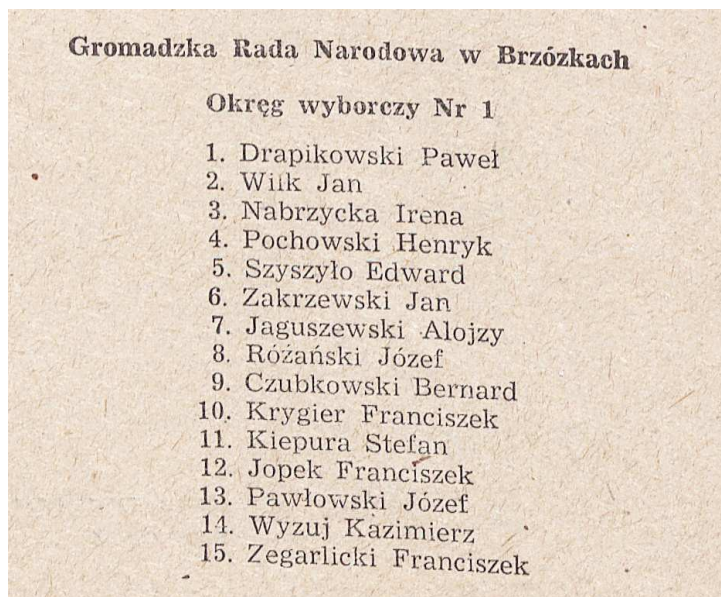 Gromadzka Rada Narodowa w Brzózkach
Okręg wyborczy Nr 1
1. Drapikowski Paweł
2. Wilk Jan
3. Nabrzycka Irena
4. Pochowski Henryk
5. Szyszyło Edward
6. Zakrzewski Jan
7. Jaguszewski Alojzy
8. Różański Józef
9. Czubkowski Bernard
10. Krygier Franciszek
11. Kiepura Stefan
12. Jopek Franciszek
13. Pawłowski Józef
14. Wyzuj Kazimierz
15. Zegarlicki Franciszek